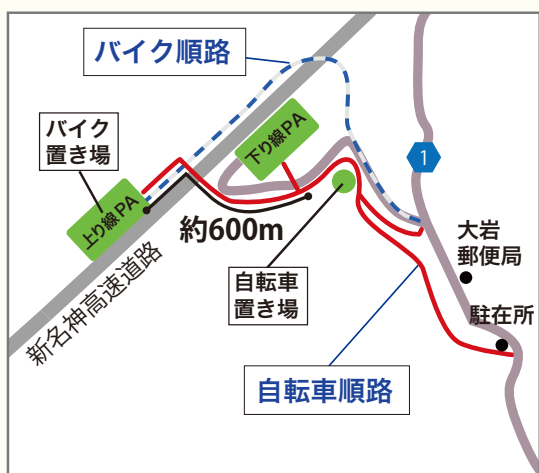 バイク順路
バイク
置き場
下り線PA
上り線PA
1
約600m
大岩
郵便局
自転車
置き場
新名神高速道路
駐在所
自転車順路